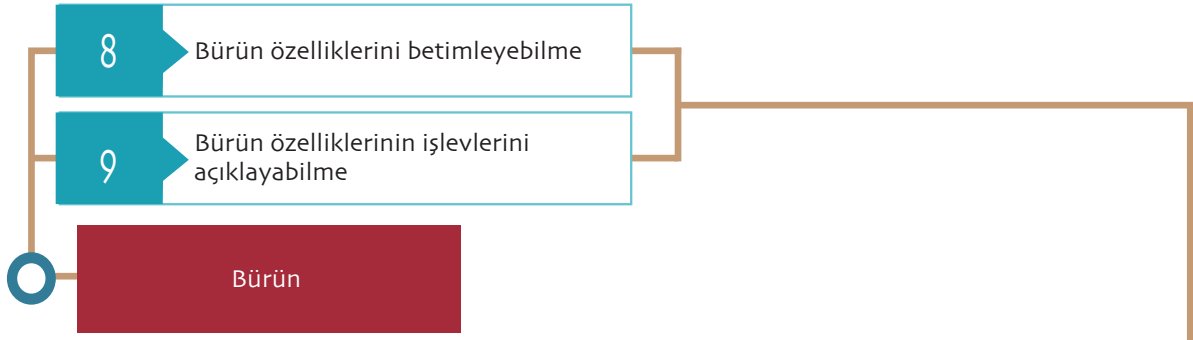 8
Bürün özelliklerini betimleyebilme
9
Bürün özelliklerinin işlevlerini
açıklayabilme
Bürün